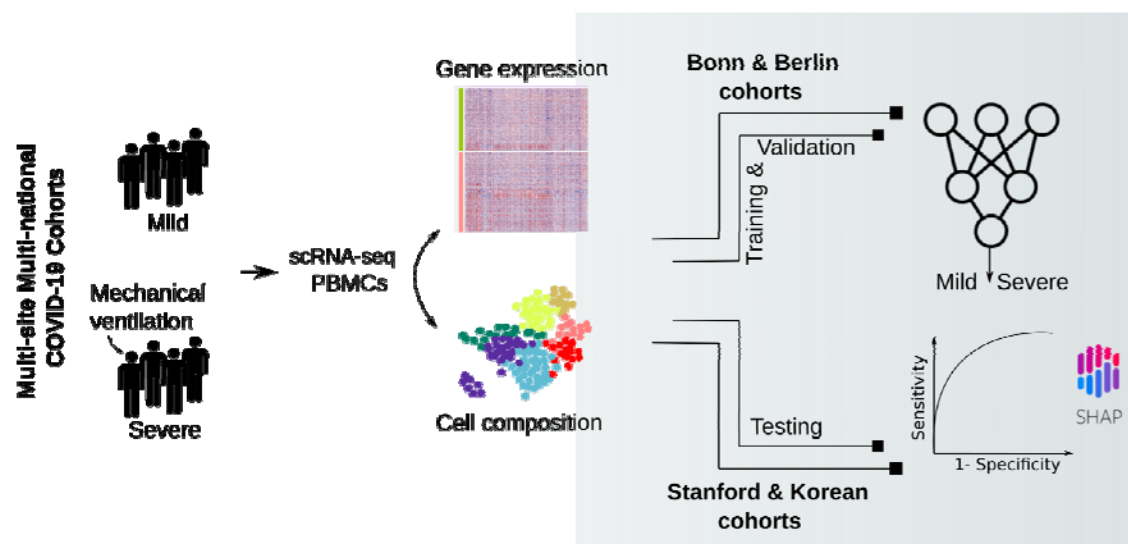 Multi-site Multi-national
COVID-19 Cohorts
Mild
Mechanical
ventilation
Severe
scRNA-seq
PBMCs
Gene expression
Cell composition
Bonn & Berlin
cohorts
Validation
Training &
Mild
Severe
Testing
Stanford & Korean
cohorts
Sensitivity
1- Specificity
SHAP